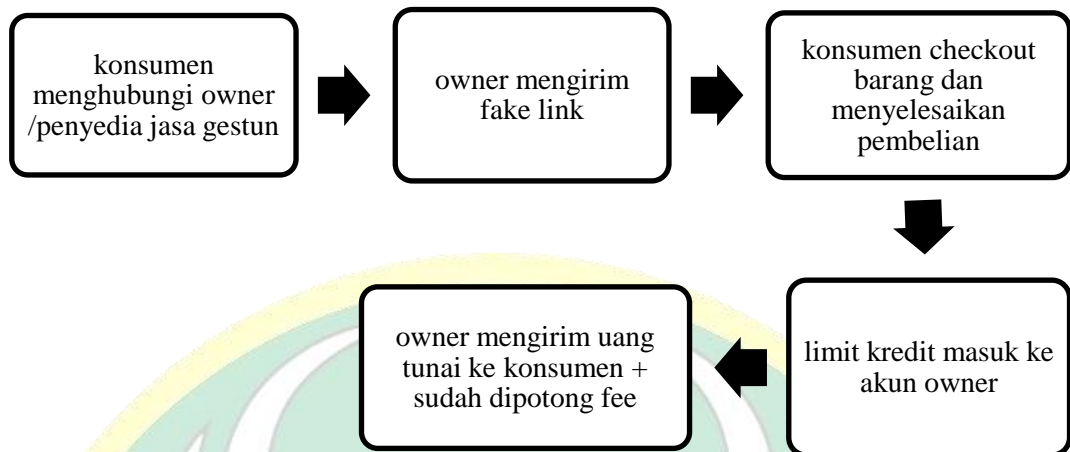 konsumen
menghubungi owner
/penyedia jasa gestun
owner mengirim
fake link
konsumen checkout
barang dan
menyelesaikan
pembelian
limit kredit masuk ke
akun owner
owner mengirim uang
tunai ke konsumen +
sudah dipotong fee